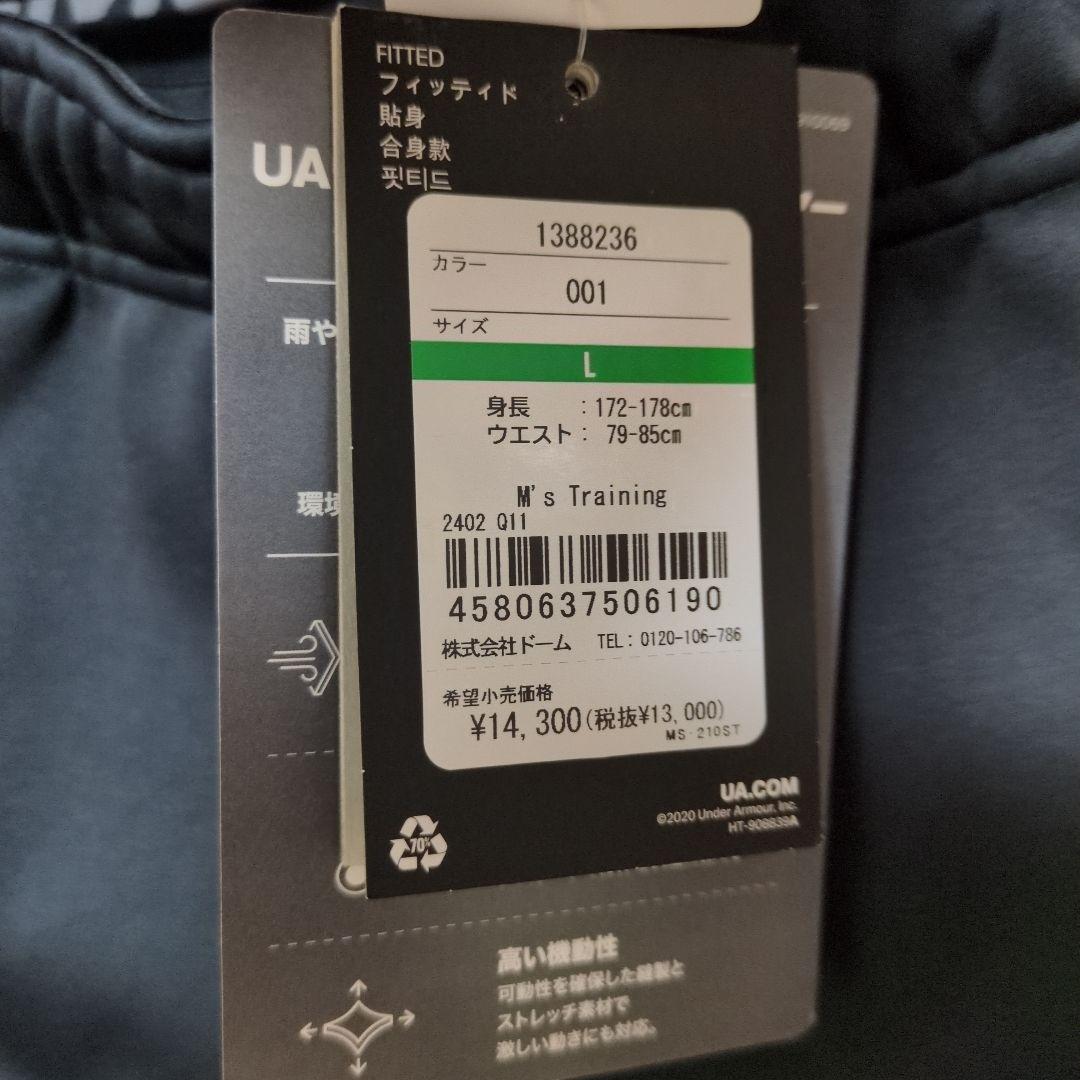 FITTED
フィッティド
貼身
合身款
핏티드
UA
雨や
環境
1388236
カラー
001
サイズ
L
身長 : 172-178cm
ウエスト : 79-85cm
M's Training
2402 Q11
4580637506190
株式会社ドーム TEL: 0120-106-786
希望小売価格
¥14,300(税抜¥13,000)
MS-210ST
UA.COM
©2020 Under Armour, Inc.
HT-908839A
70%
高い機動性
可動性を確保した縫製と
ストレッチ素材で
激しい動きにも対応。